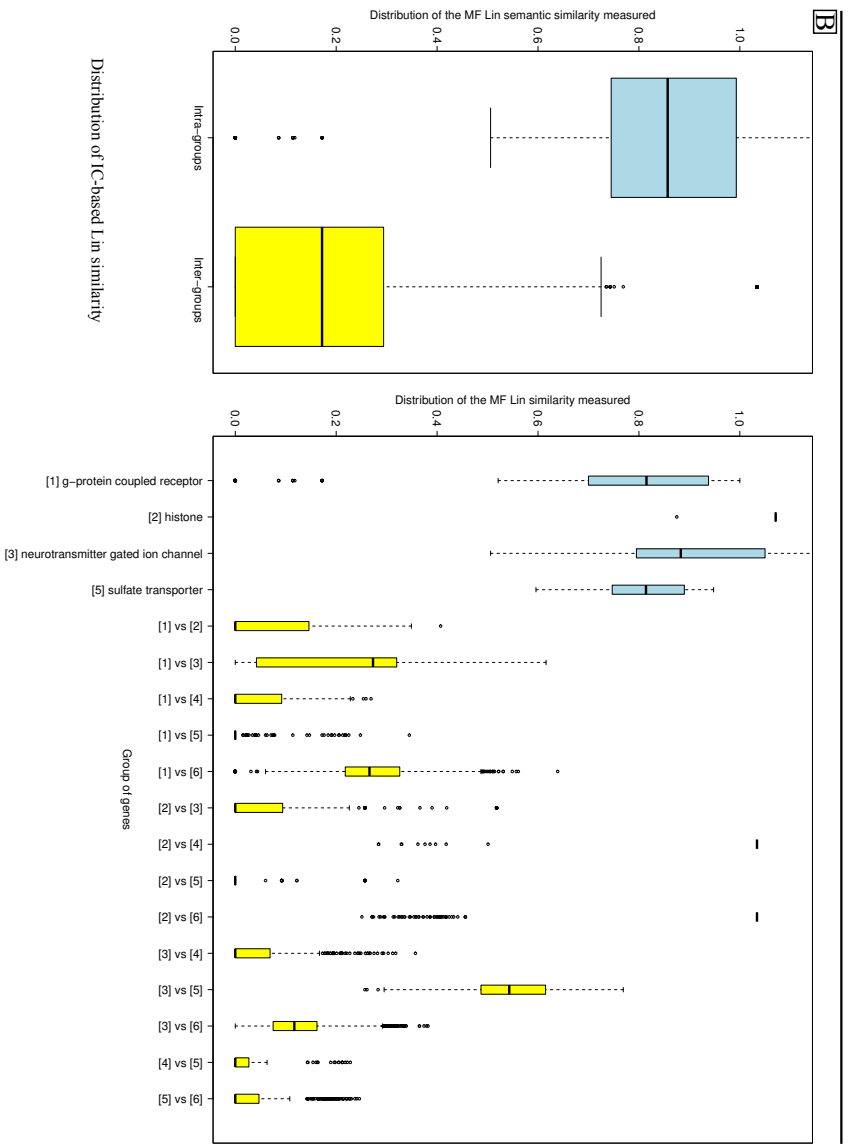 B
Distribution of the MF Lin semantic similarity measured
0.0 0.2 0.4 0.6 0.8 1.0
Intra−groups
Inter−groups
Distribution of IC-based Lin similarity
Distribution of the MF Lin similarity measured
0.0 0.2 0.4 0.6 0.8 1.0
[1] g−protein coupled receptor
[2] histone
[3] neurotransmitter gated ion channel
[5] sulfate transporter
[1] vs [2]
[1] vs [3]
[1] vs [4]
[1] vs [5]
[1] vs [6]
[2] vs [3]
[2] vs [4]
[2] vs [5]
[2] vs [6]
[3] vs [4]
[3] vs [5]
[3] vs [6]
[4] vs [5]
[5] vs [6]
Group of genes